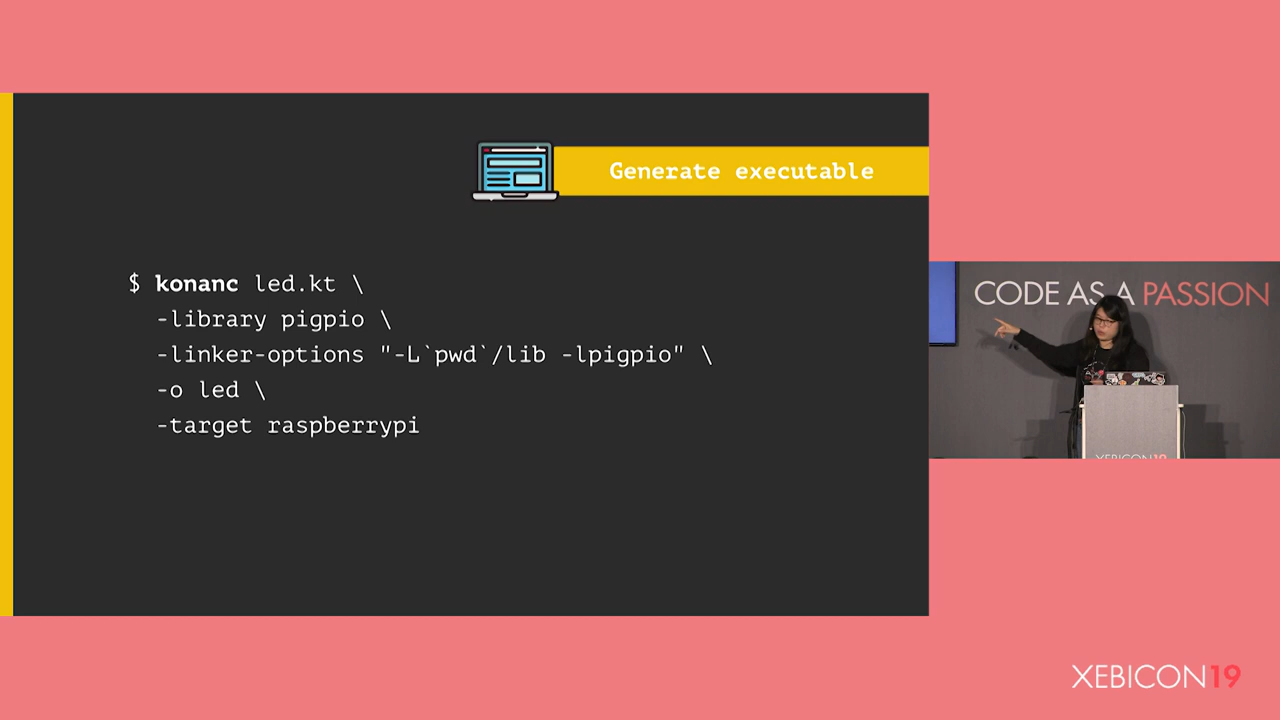 Generate executable
$ konanc led.kt \
-library pigpio \
-linker-options "-L`pwd`/lib -lpigpio" \
-o led \
-target raspberrypi
CODE AS A PASSION
XEBICON19
XEBICON19